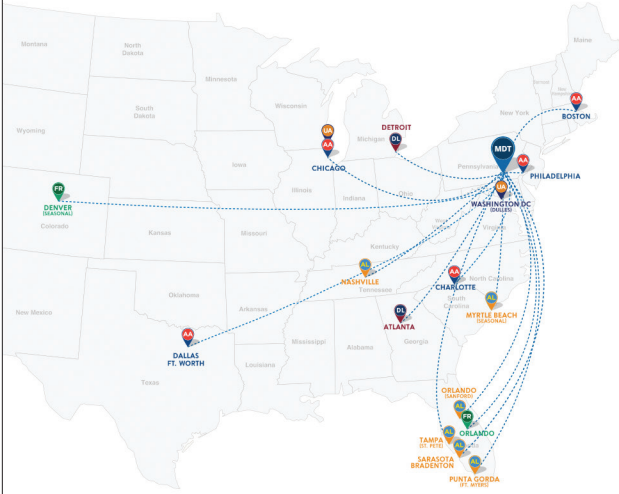 Maine
Montana
North
Dakota
Minnesota
South
Dakota
Wisconsin
Michigan
New York
Wyoming
Iowa
Illinois
Indiana
Ohio
Pennsylvania
Colorado
Kansas
Missouri
Kentucky
Virginia
New Mexico
Oklahoma
Arkansas
Tennessee
North Carolina
South
Carolina
Texas
Louisiana
Mississippi
Alabama
Georgia
MDT
AA
BOSTON
UA
AA
CHICAGO
DETROIT
DL
AA
PHILADELPHIA
UA
WASHINGTON DC
(DULLES)
FR
DENVER
(SEASONAL)
AL
NASHVILLE
AA
CHARLOTTE
AL
MYRTLE BEACH
(SEASONAL)
DL
ATLANTA
AA
DALLAS
FT. WORTH
ORLANDO
(SANFORD)
AL
FR
ORLANDO
AL
TAMPA
(ST. PETE)
AL
SARASOTA
BRADENTON
AL
PUNTA GORDA
(FT. MYERS)